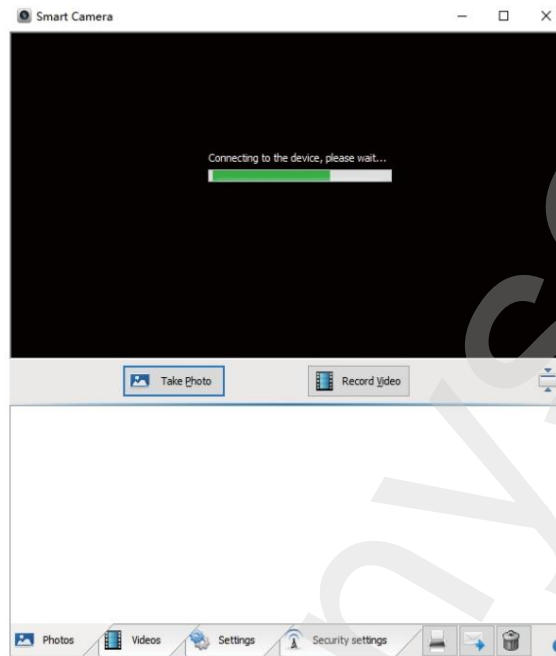 Smart Camera
Connecting to the device, please wait...
Take Photo
Record Video
Photos
Videos
Settings
Security settings